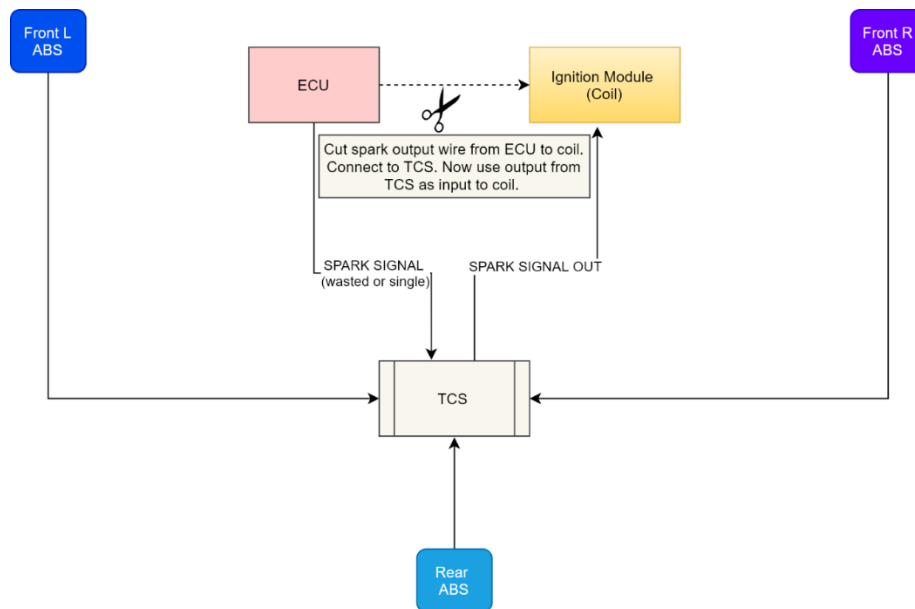 Front L
ABS
Front R
ABS
ECU
Ignition Module
(Coil)
Cut spark output wire from ECU to coil.
Connect to TCS. Now use output from
TCS as input to coil.
SPARK SIGNAL
(wasted or single)
SPARK SIGNAL OUT
TCS
Rear
ABS